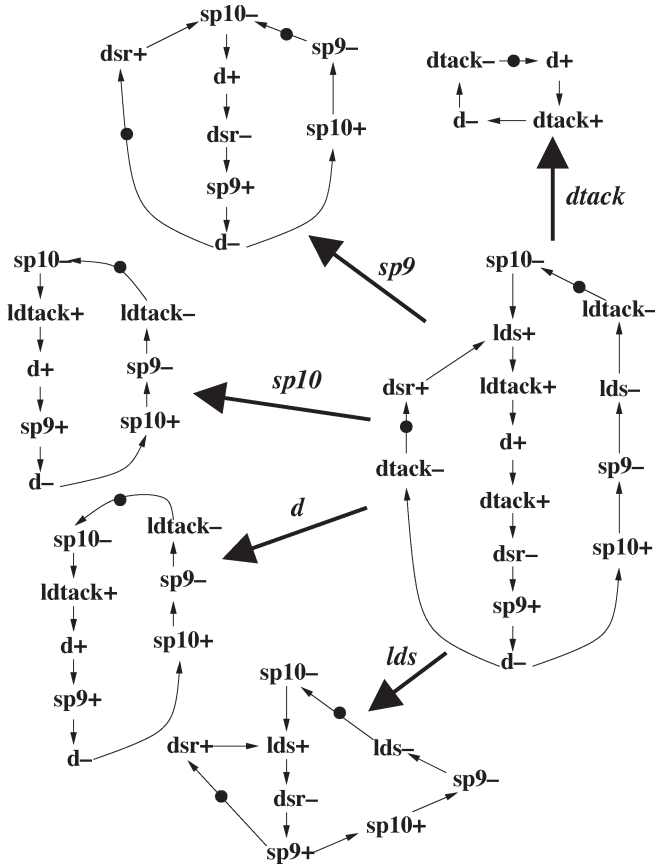 sp10–
dsr+
sp9–
d+
dsr–
sp10+
sp9+
d–
dtack–
d+
d–
dtack+
dtack
sp9
sp10–
ldtack+
ldtack–
d+
sp9–
sp9+
sp10+
d–
sp10
sp10–
ldtack–
lds+
dsr+
ldtack+
lds–
d+
dtack–
sp9–
dtack+
dsr–
sp10+
sp9+
d–
d
sp10–
ldtack–
ldtack+
sp9–
d+
sp10+
sp9+
d–
lds
sp10–
dsr+
lds+
lds–
dsr–
sp9–
sp10+
sp9+